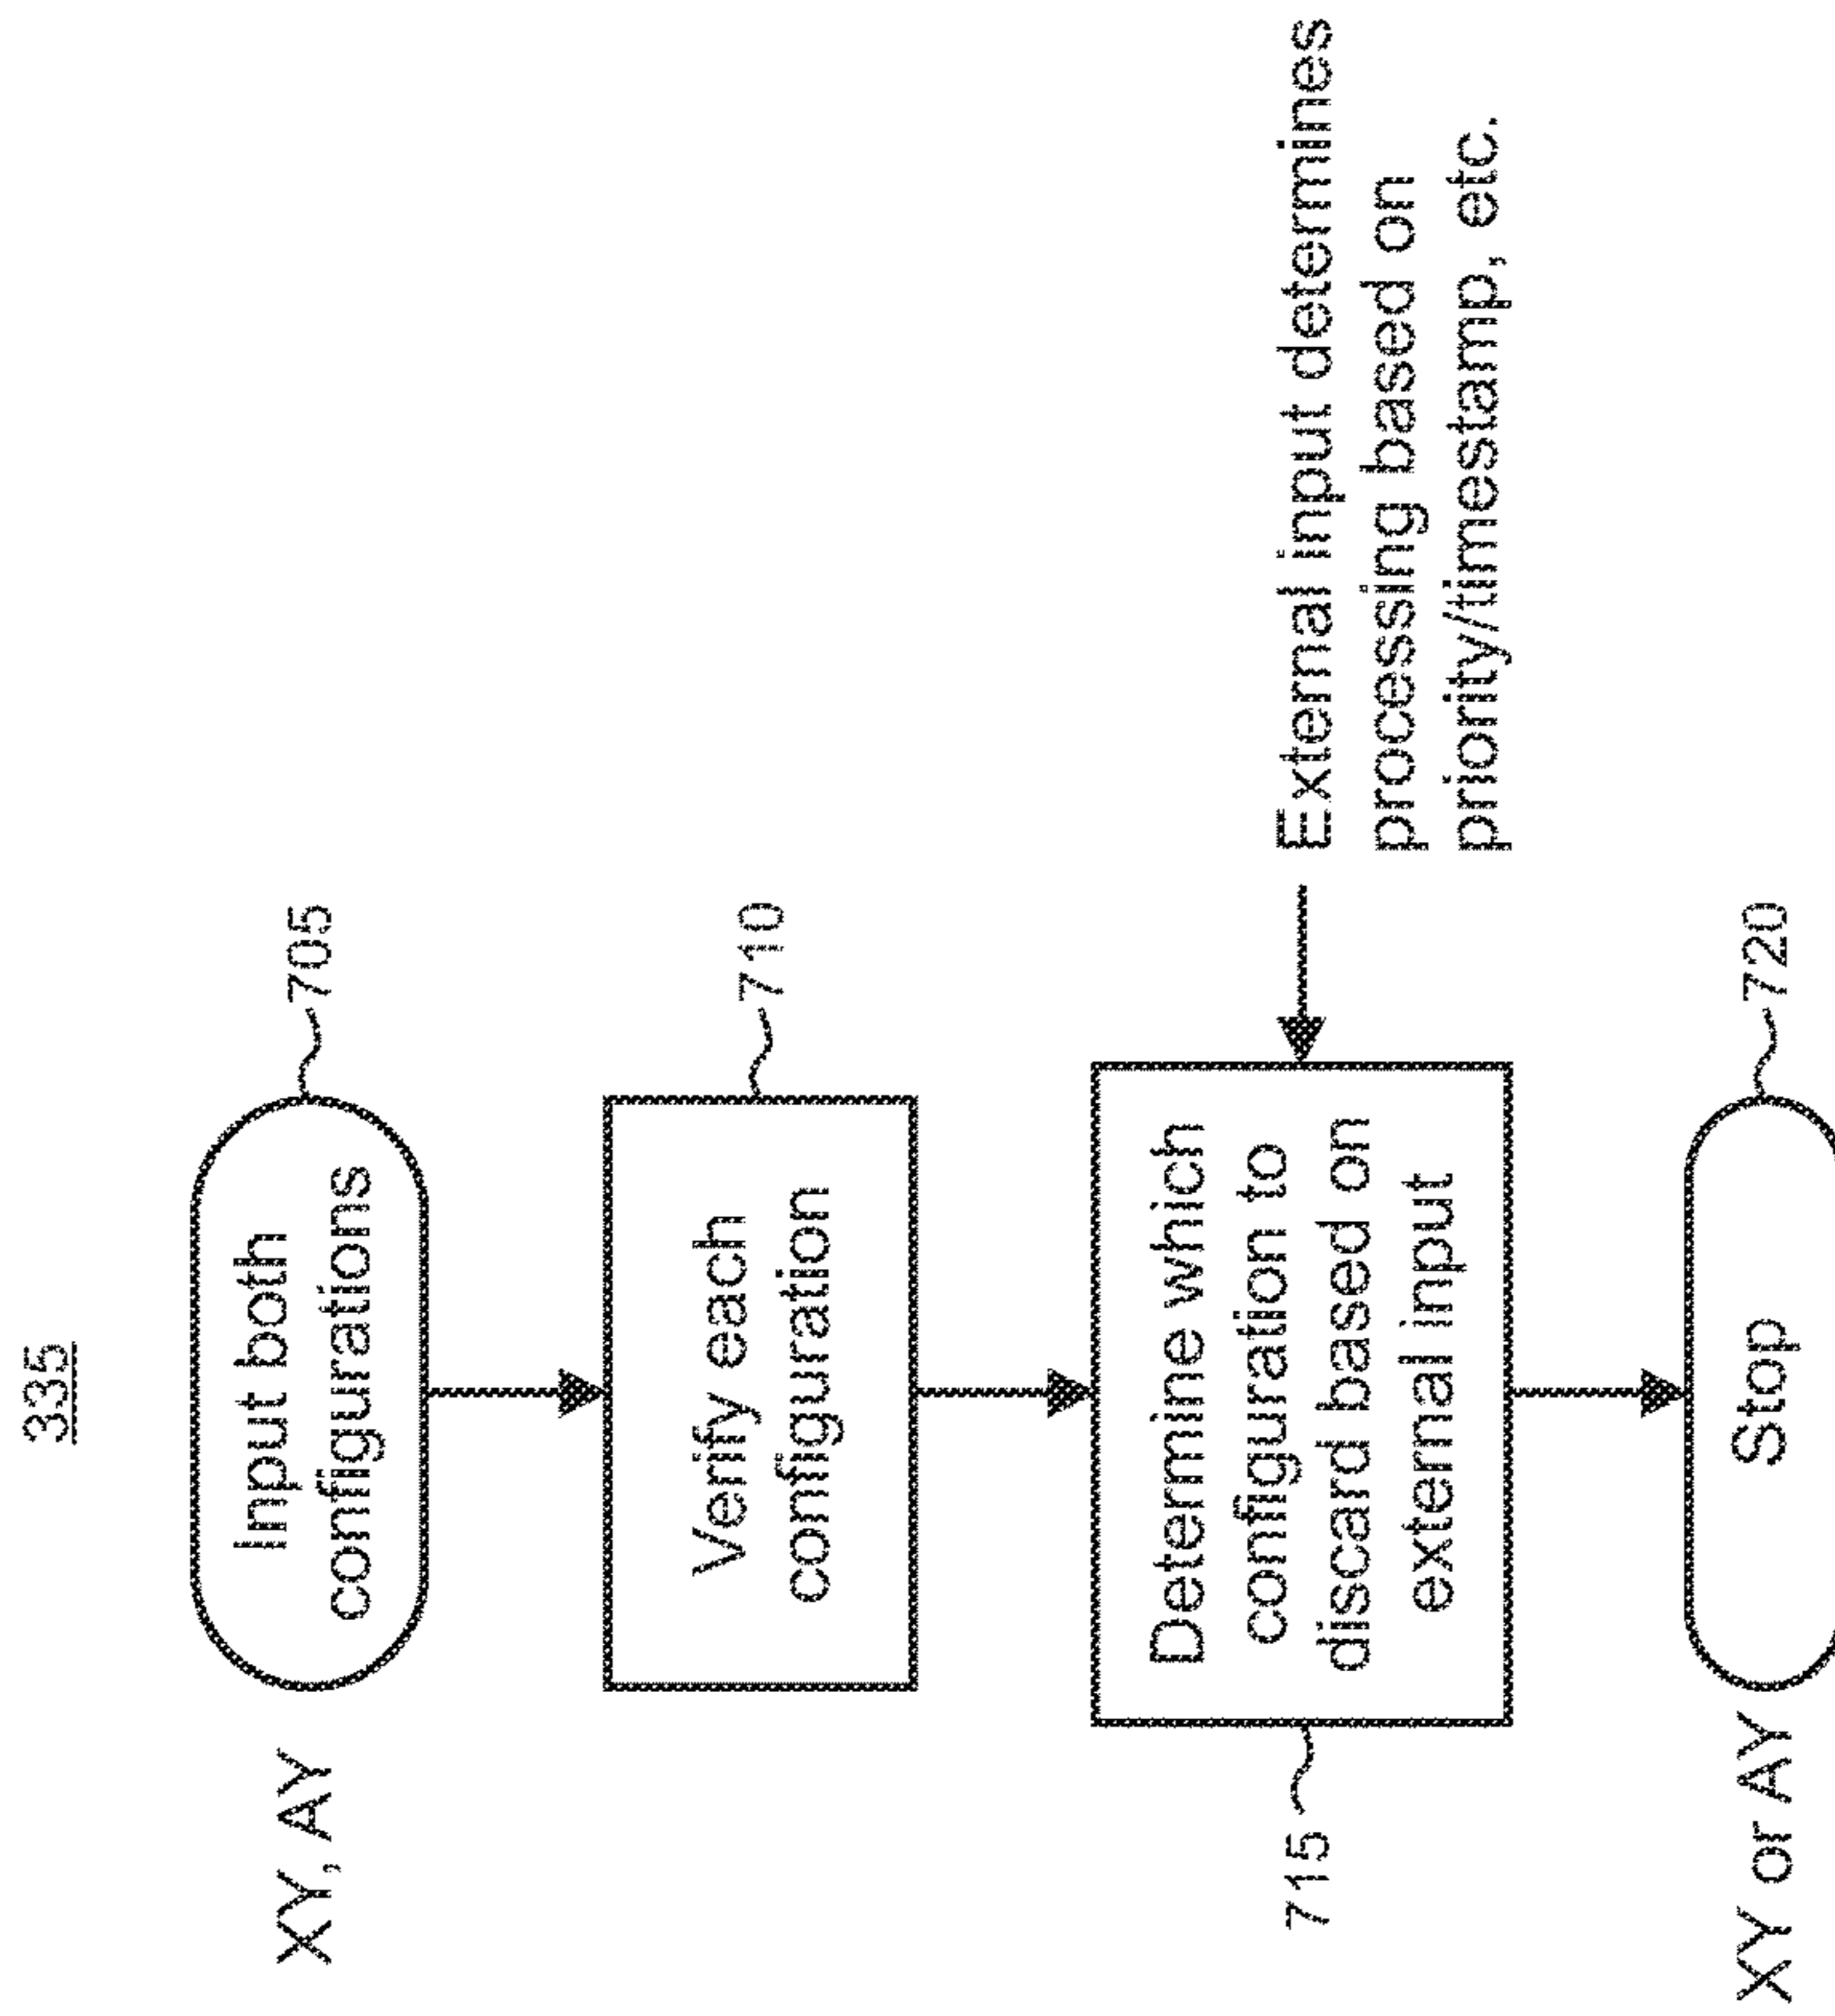 335
XY, AY
Input both
configurations
705
Verify each
configuration
710
715
Determine which
configuration to
discard based on
external input
External input determines
processing based on
priority/timestamp, etc.
XY or AY
Stop
720